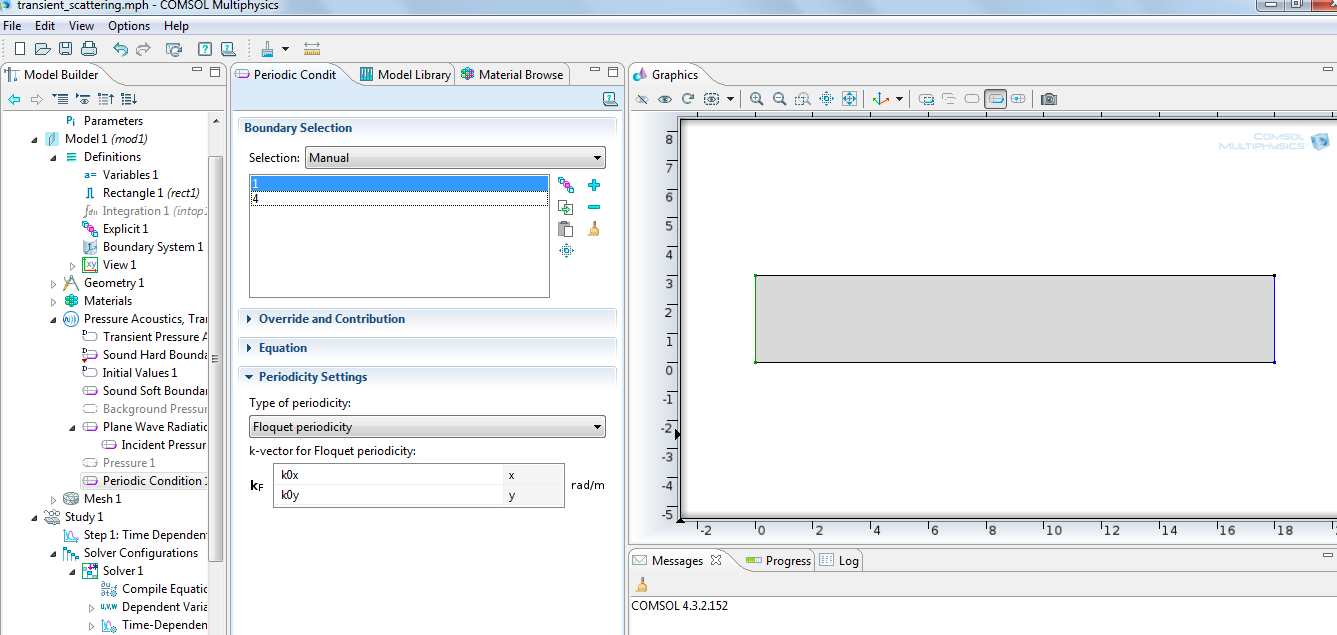 transient_scattering.mph - COMSOL Multiphysics
File Edit View Options Help
Model Builder
Parameters
Model 1 (mod1)
Definitions
Variables 1
Rectangle 1 (rect1)
Integration 1 (intop1
Explicit 1
Boundary System 1
View 1
Geometry 1
Materials
Pressure Acoustics, Tra
Transient Pressure A
Sound Hard Bounda
Initial Values 1
Sound Soft Boundar
Background Pressur
Plane Wave Radiatio
Incident Pressur
Pressure 1
Periodic Condition 1
Mesh 1
Study 1
Step 1: Time Dependen
Solver Configurations
Solver 1
Compile Equatic
Dependent Varia
Time-Dependen
Periodic Condit
Model Library
Material Browse
Boundary Selection
Selection: Manual
1
4
Override and Contribution
Equation
Periodicity Settings
Type of periodicity:
Floquet periodicity
k-vector for Floquet periodicity:
kF
k0x x
k0y y
rad/m
Graphics
COMSOL
MULTIPHYSICS
8
7
6
5
4
3
2
1
0
-1
-2
-3
-4
-5
-2 0 2 4 6 8 10 12 14 16 18
Messages
Progress
Log
COMSOL 4.3.2.152